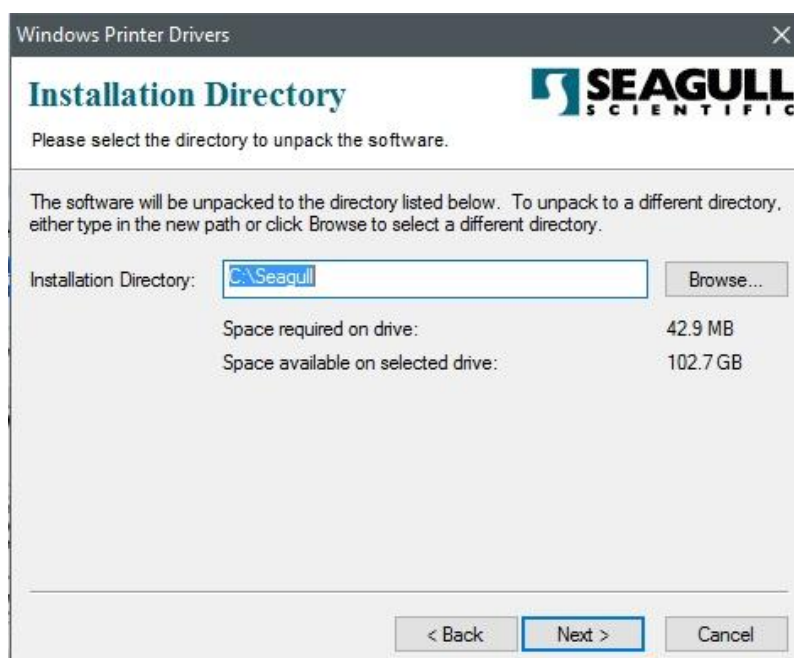 Windows Printer Drivers
Installation Directory
SEAGULL
SCIENTIFIC
Please select the directory to unpack the software.
The software will be unpacked to the directory listed below. To unpack to a different directory,
either type in the new path or click Browse to select a different directory.
Installation Directory: C:\Seagull Browse...
Space required on drive: 42.9 MB
Space available on selected drive: 102.7 GB
< Back Next > Cancel